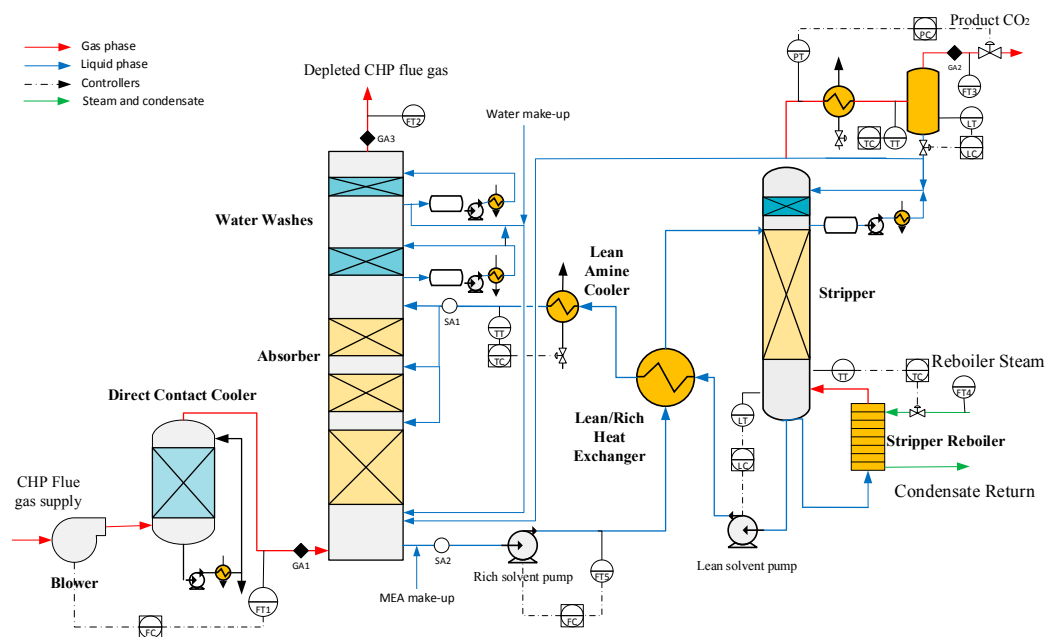 Gas phase
Liquid phase
Controllers
Steam and condensate
Product CO₂
PC
PT
GA2
FT3
Depleted CHP flue gas
FT2
GA3
Water make-up
TC
TT
LT
LC
Water Washes
Lean
Amine
Cooler
Stripper
SA1
TT
TC
Absorber
Reboiler Steam
TT
TC
FT4
Direct Contact Cooler
LT
Lean/Rich
Heat
Exchanger
Stripper Reboiler
LC
CHP Flue
gas supply
Condensate Return
GA1
SA2
Blower
Rich solvent pump
Lean solvent pump
FT5
MEA make-up
FT1
FC
FC